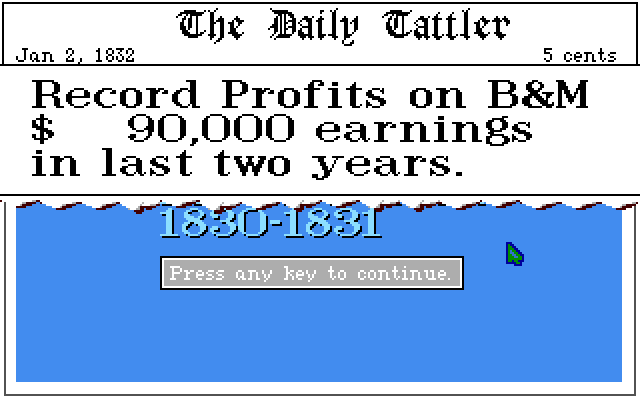 The Daily Tattler
Jan 2, 1832 5 cents
Record Profits on B&M
$ 90,000 earnings
in last two years.
1830-1831
Press any key to continue.